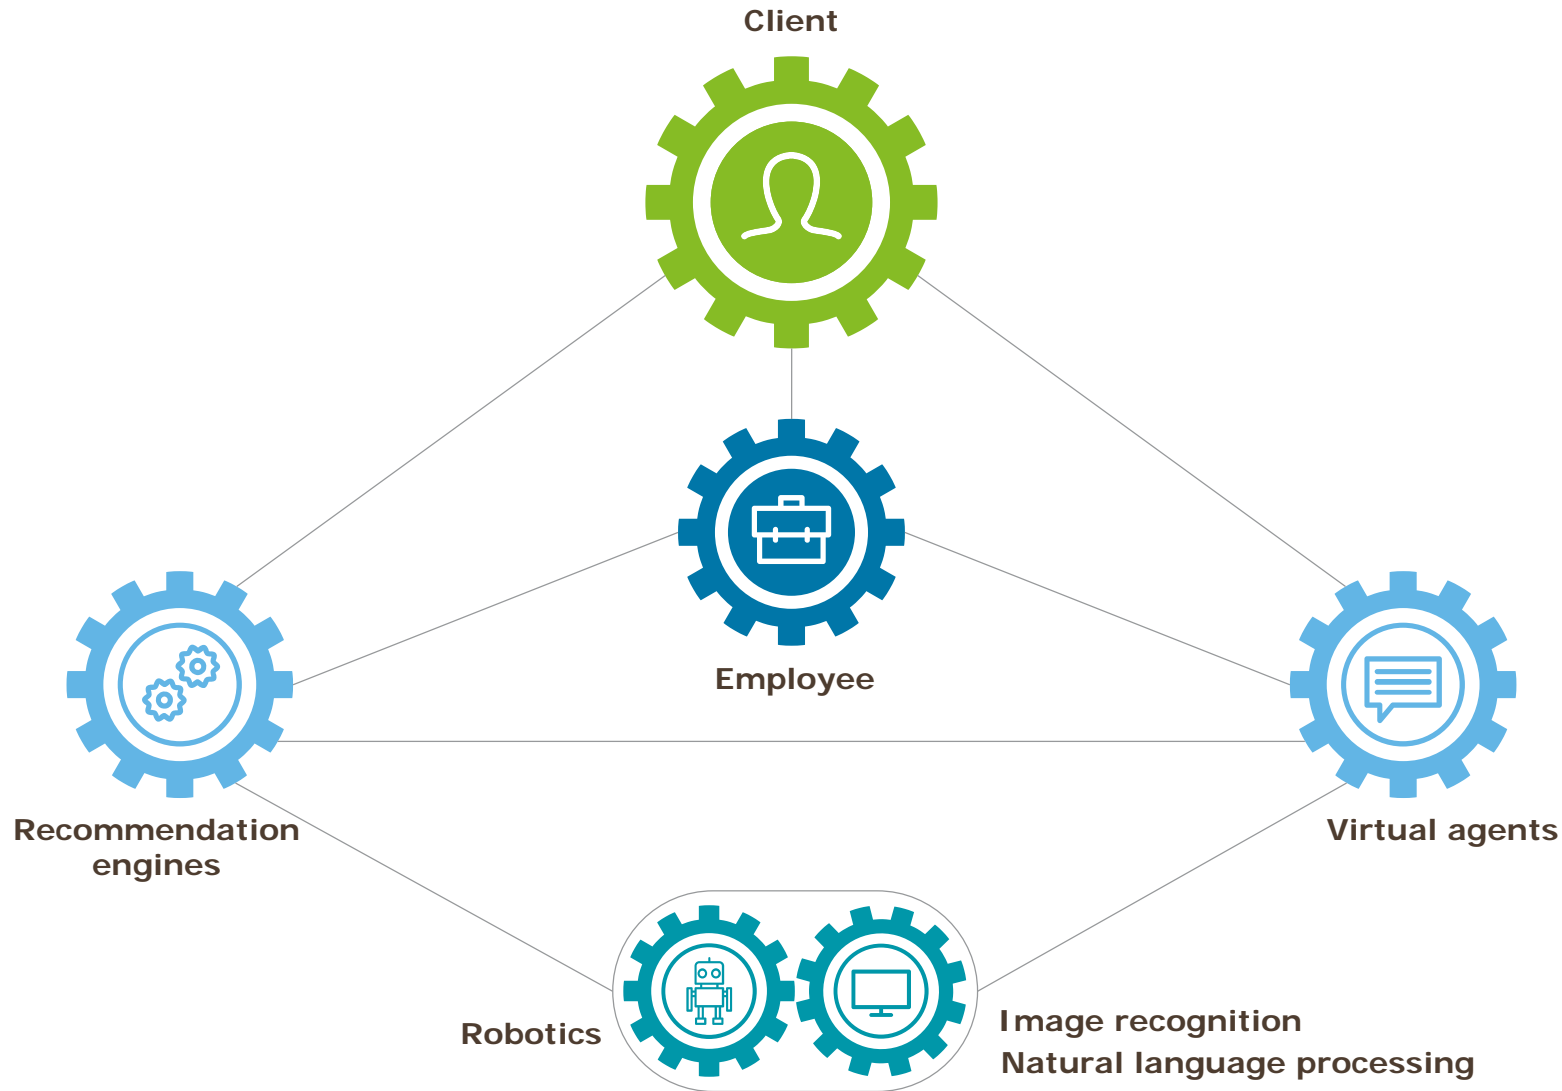 Client
Employee
Recommendation
engines
Virtual agents
Robotics
Image recognition
Natural language processing